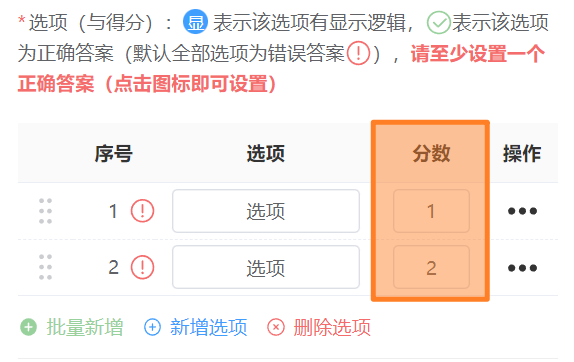 *选项（与得分）：显 表示该选项有显示逻辑，表示该选项
为正确答案（默认全部选项为错误答案），请至少设置一个
正确答案（点击图标即可设置）
序号 选项 分数 操作
1 选项 1 •••
2 选项 2 •••
批量新增 新增选项 删除选项